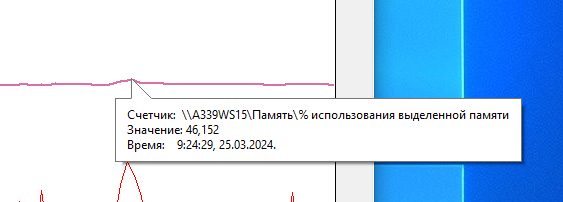 Счетчик: \\A339WS15\Память\% использования выделенной памяти
Значение: 46,152
Время: 9:24:29, 25.03.2024.